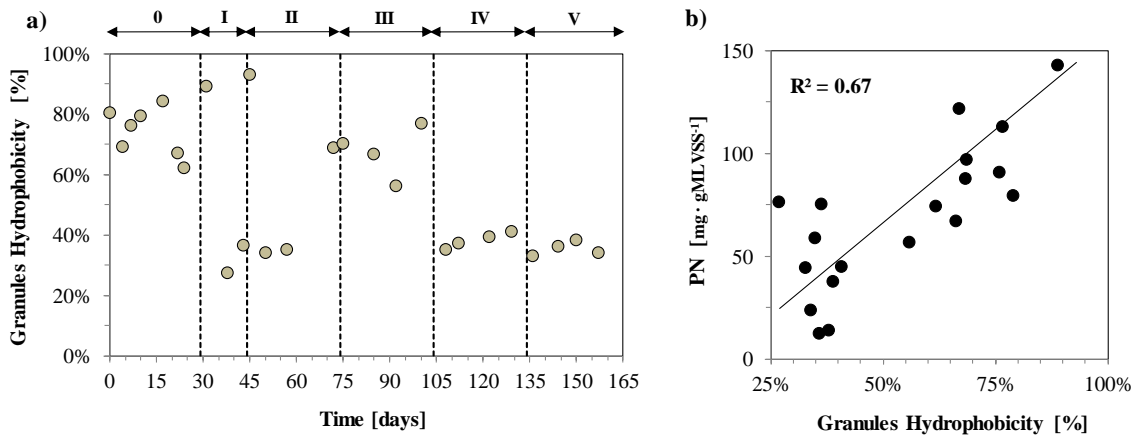 a)
0 I II III IV V
100%
80%
60%
40%
20%
0%
Granules Hydrophobicity [%]
0 15 30 45 60 75 90 105 120 135 150 165
Time [days]
b)
R² = 0.67
150
100
50
0
PN [mg· gMLVSS⁻¹]
25% 50% 75% 100%
Granules Hydrophobicity [%]